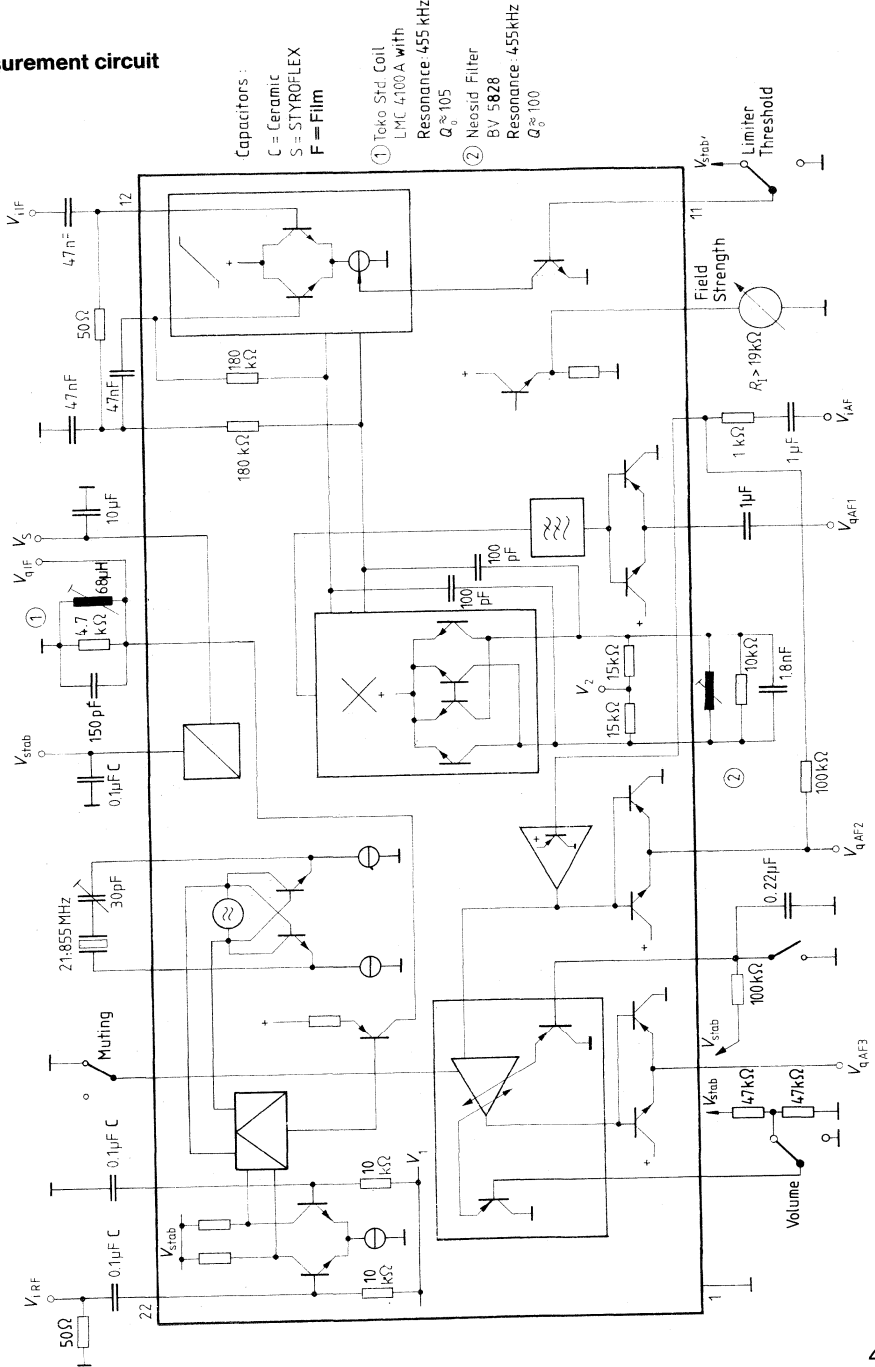 surement circuit
Capacitors :
C = Ceramic
S = STYROFLEX
F = Film
① Toko Std. Coil
LMC 4100A with
Resonance: 455 kHz
Q₀ ≈ 105
② Neosid Filter
BV 5828
Resonance: 455kHz
Q₀ ≈ 100
V_iRF
50Ω
0.1µF C
0.1µF C
Muting
21.855 MHz
30pF
V_stab
0.1µF C
150pF
4.7
kΩ
68µH
①
V_qIF
V_S
10µF
47nF
47nF
50Ω
47nF
V_iIF
22
12
V_stab
10
kΩ
10
kΩ
V_1
+
180
kΩ
180 kΩ
+
+
+
100
pF
100
pF
V_2
15kΩ
15kΩ
+
+
+
+
1
11
Volume
V_stab
47kΩ
47kΩ
V_qAF3
V_stab
100kΩ
0.22µF
V_qAF2
100kΩ
②
10kΩ
1.8nF
1µF
V_qAF1
1 kΩ
1µF
V_iAF
R_I > 19kΩ
Field
Strength
V_stab'
Limiter
Threshold
4